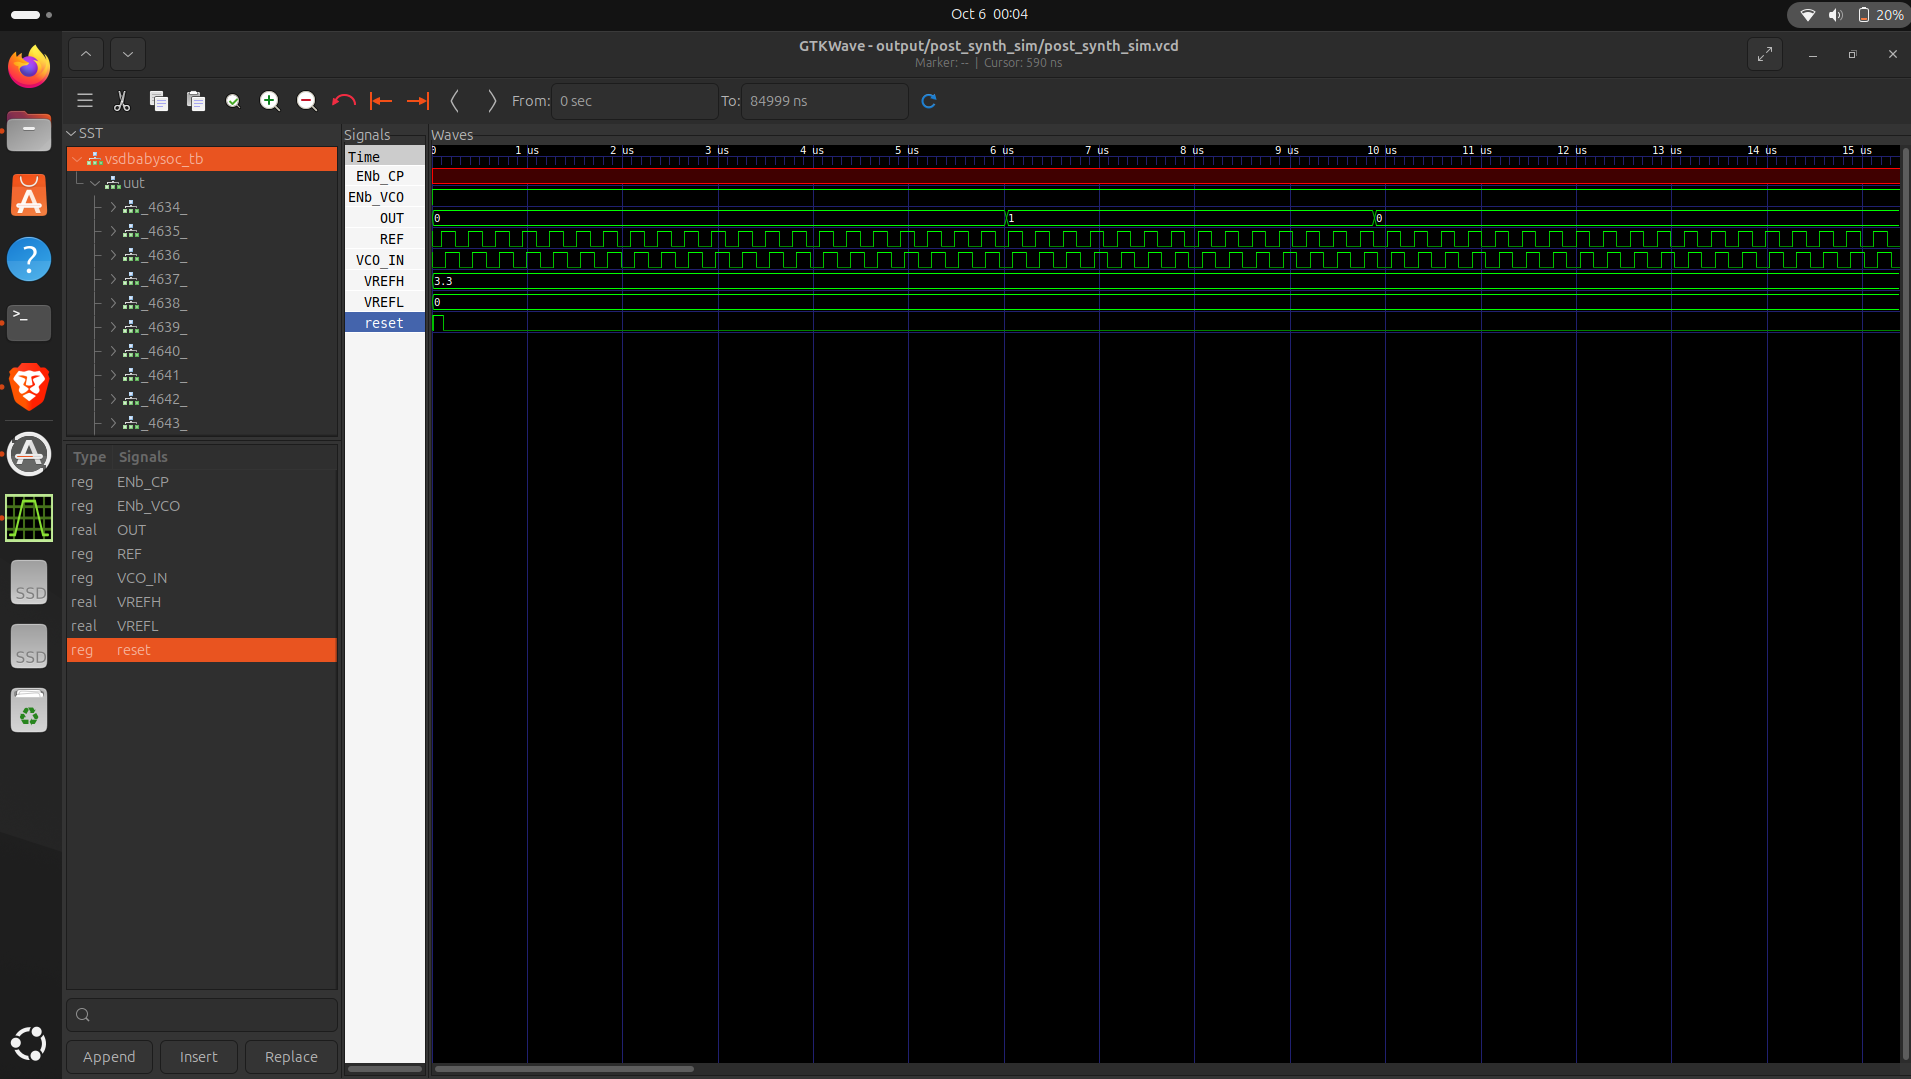 Oct 6 00:04
20%
GTKWave - output/post_synth_sim/post_synth_sim.vcd
Marker: -- | Cursor: 590 ns
From: 0 sec To: 84999 ns
SST
vsdbabysoc_tb
uut
_4634_
_4635_
_4636_
_4637_
_4638_
_4639_
_4640_
_4641_
_4642_
_4643_
Type Signals
reg ENb_CP
reg ENb_VCO
real OUT
reg REF
reg VCO_IN
real VREFH
real VREFL
reg reset
Append Insert Replace
Signals
Time
ENb_CP
ENb_VCO
OUT
REF
VCO_IN
VREFH
VREFL
reset
Waves
0 1 us 2 us 3 us 4 us 5 us 6 us 7 us 8 us 9 us 10 us 11 us 12 us 13 us 14 us 15 us
0 1 0
3.3
0
SSD
SSD